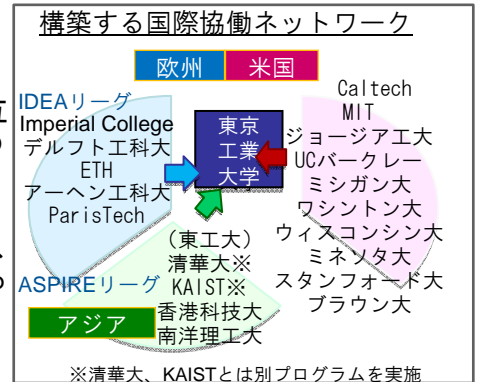 構築する国際協働ネットワーク
欧州 米国
IDEAリーグ
Imperial College
デルフト工科大
ETH
アーヘン工科大
ParisTech
東京
工業
大学
Caltech
MIT
ジョージア工大
UCバークレー
ミシガン大
ワシントン大
ウィスコンシン大
ミネソタ大
スタンフォード大
ブラウン大
ASPIREリーグ
アジア
(東工大)
清華大※
KAIST※
香港科技大
南洋理工大
※清華大、KAISTとは別プログラムを実施